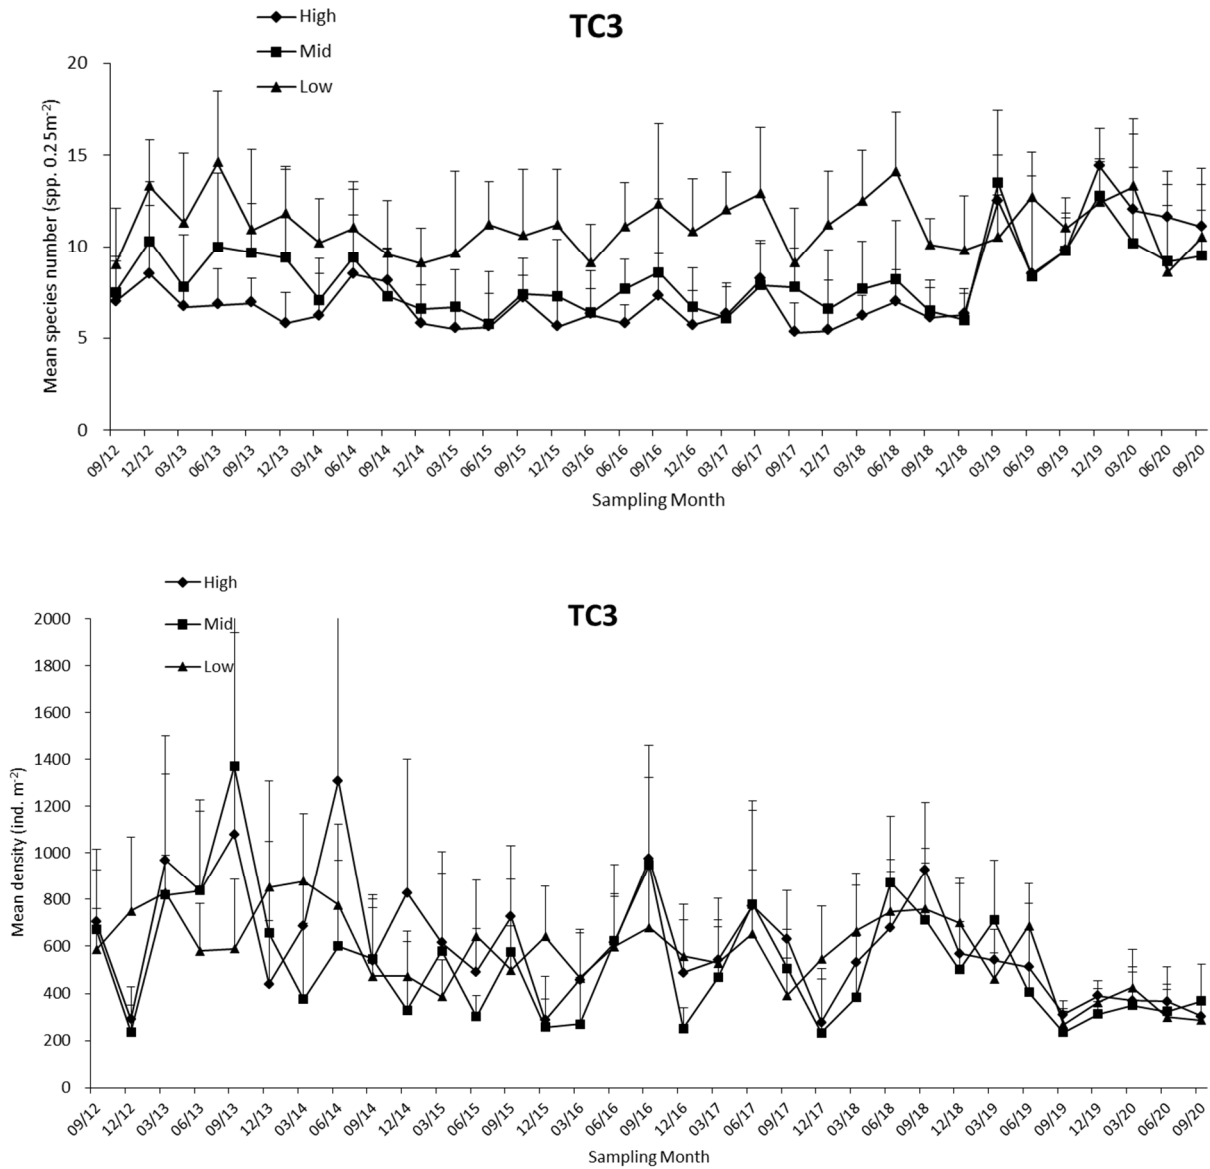 TC3
High
Mid
Low
Mean species number (spp. 0.25m⁻²)
20
15
10
5
0
09/12 12/12 03/13 06/13 09/13 12/13 03/14 06/14 09/14 12/14 03/15 06/15 09/15 12/15 03/16 06/16 09/16 12/16 03/17 06/17 09/17 12/17 03/18 06/18 09/18 12/18 03/19 06/19 09/19 12/19 03/20 06/20 09/20
Sampling Month
TC3
High
Mid
Low
Mean density (ind. m⁻²)
2000
1800
1600
1400
1200
1000
800
600
400
200
0
09/12 12/12 03/13 06/13 09/13 12/13 03/14 06/14 09/14 12/14 03/15 06/15 09/15 12/15 03/16 06/16 09/16 12/16 03/17 06/17 09/17 12/17 03/18 06/18 09/18 12/18 03/19 06/19 09/19 12/19 03/20 06/20 09/20
Sampling Month